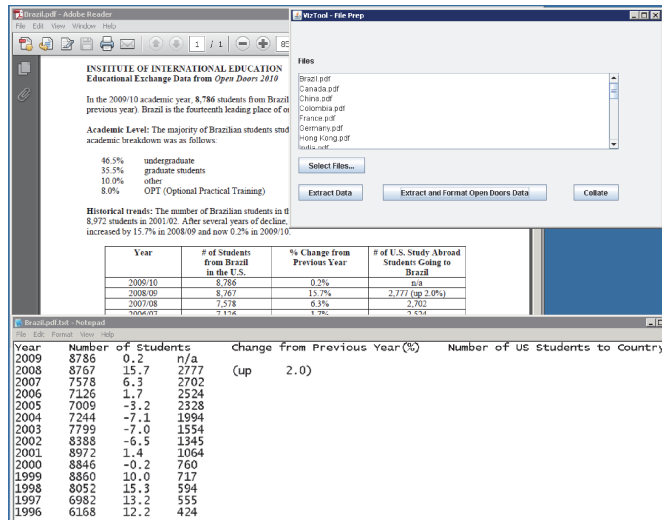 Brazil.pdf - Adobe Reader
File Edit View Window Help
1 / 1
INSTITUTE OF INTERNATIONAL EDUCATION
Educational Exchange Data from Open Doors 2010
In the 2009/10 academic year, 8,786 students from Brazil
previous year). Brazil is the fourteenth leading place of
Academic Level: The majority of Brazilian students
academic breakdown was as follows:
46.5% undergraduate
35.5% graduate students
10.0% other
8.0% OPT (Optional Practical Training)
Historical trends: The number of Brazilian students in
8,972 students in 2001/02. After several years of decline,
increased by 15.7% in 2008/09 and now 0.2% in 2009/10.
Year # of Students from Brazil in the U.S. % Change from Previous Year # of U.S. Study Abroad Students Going to Brazil
2009/10 8,786 0.2% n/a
2008/09 8,767 15.7% 2,777 (up 2.0%)
2007/08 7,578 6.3% 2,702
2006/07 7,126 1.7% 2,524
VizTool - File Prep
Files
Brazil.pdf
Canada.pdf
China.pdf
Colombia.pdf
France.pdf
Germany.pdf
Hong Kong.pdf
India.pdf
Select Files...
Extract Data Extract and Format Open Doors Data Collate
Brazil.pdf.txt - Notepad
File Edit Format View Help
Year Number of Students Change from Previous Year(%) Number of US Students to Country
2009 8786 0.2 n/a
2008 8767 15.7 2777 (up 2.0)
2007 7578 6.3 2702
2006 7126 1.7 2524
2005 7009 -3.2 2328
2004 7244 -7.1 1994
2003 7799 -7.0 1554
2002 8388 -6.5 1345
2001 8972 1.4 1064
2000 8846 -0.2 760
1999 8860 10.0 717
1998 8052 15.3 594
1997 6982 13.2 555
1996 6168 12.2 424